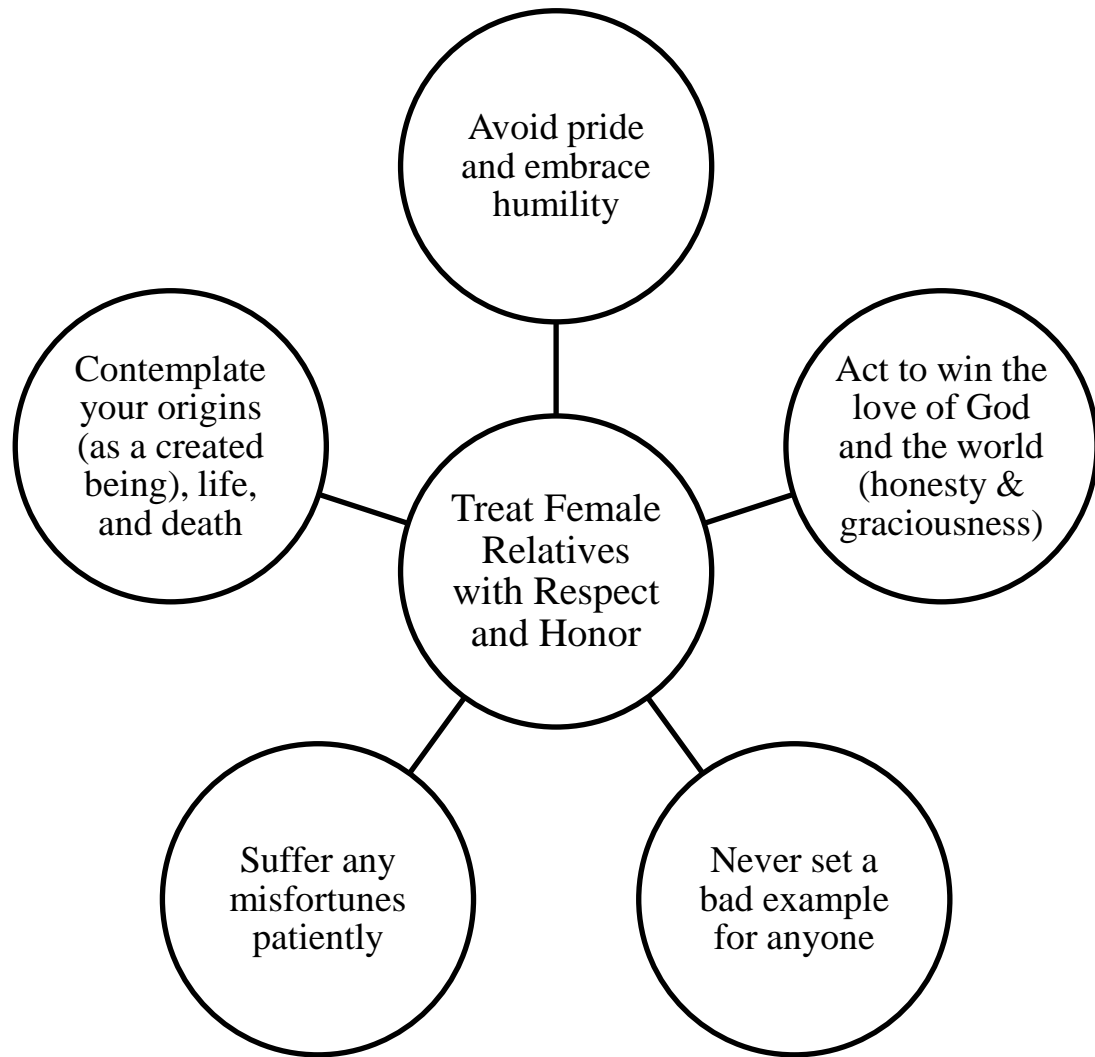 Avoid pride
and embrace
humility
Act to win the
love of God
and the world
(honesty &
graciousness)
Never set a
bad example
for anyone
Suffer any
misfortunes
patiently
Contemplate
your origins
(as a created
being), life,
and death
Treat Female
Relatives
with Respect
and Honor